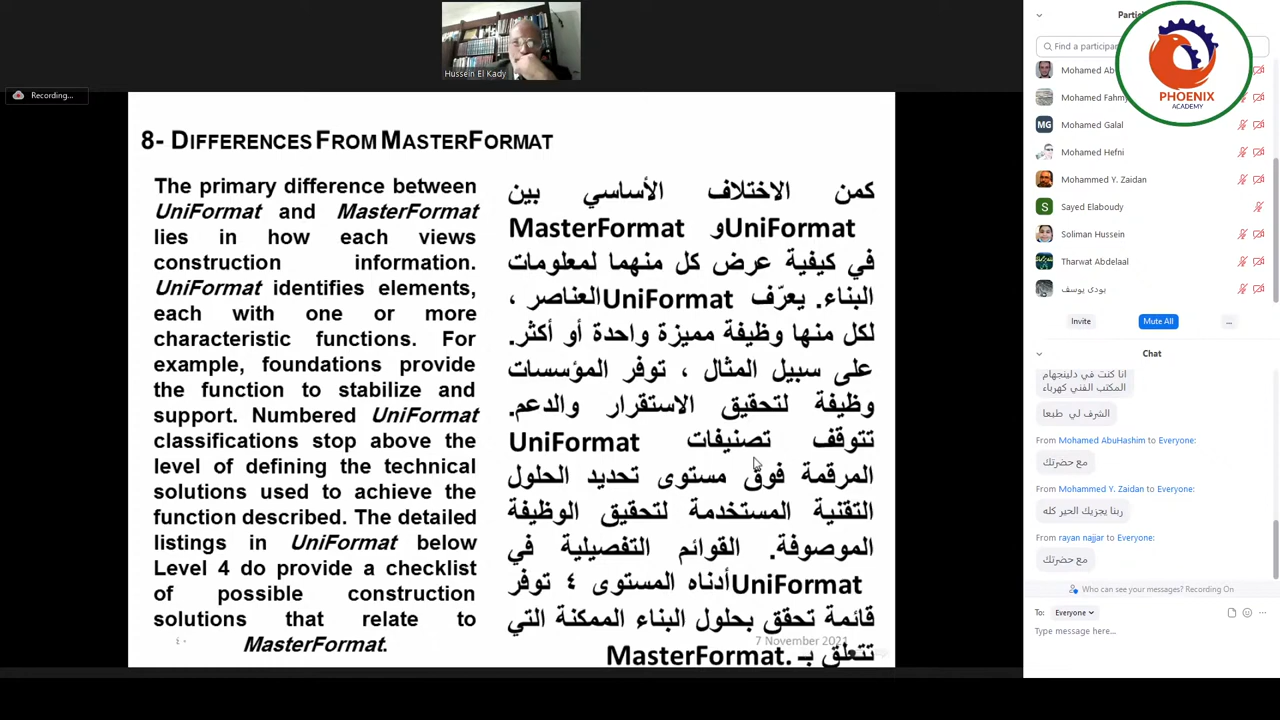 Hussein El Kady
Recording...
8- DIFFERENCES FROM MASTERFORMAT
The primary difference between
UniFormat and MasterFormat
lies in how each views
construction information.
UniFormat identifies elements,
each with one or more
characteristic functions. For
example, foundations provide
the function to stabilize and
support. Numbered UniFormat
classifications stop above the
level of defining the technical
solutions used to achieve the
function described. The detailed
listings in UniFormat below
Level 4 do provide a checklist
of possible construction
solutions that relate to
MasterFormat.
كمن الاختلاف الأساسي بين
UniFormat و MasterFormat
في كيفية عرض كل منهما لمعلومات
البناء. يعرّف UniFormat العناصر ،
لكل منها وظيفة مميزة واحدة أو أكثر.
على سبيل المثال ، توفر المؤسسات
وظيفة لتحقيق الاستقرار والدعم.
تتوقف تصنيفات UniFormat
المرقمة فوق مستوى تحديد الحلول
التقنية المستخدمة لتحقيق الوظيفة
الموصوفة. القوائم التفصيلية في
UniFormat أدناه المستوى ٤ توفر
قائمة تحقق بحلول البناء الممكنة التي
تتعلق بـ MasterFormat.
٤٠
7 November 2021
Parti
Find a participa
PHOENIX
ACADEMY
Mohamed Ab
Mohamed Fahmy
MG Mohamed Galal
Mohamed Hefni
Mohammed Y. Zaidan
S Sayed Elaboudy
Soliman Hussein
Tharwat Abdelaal
بودى يوسف
Invite
Mute All
...
Chat
انا كنت في دلينجهام
المكتب الفني كهرباء
الشرف لي طبعا
From Mohamed AbuHashim to Everyone:
مع حضرتك
From Mohammed Y. Zaidan to Everyone:
ربنا يجزيك الخير كله
From rayan najjar to Everyone:
مع حضرتك
Who can see your messages? Recording On
To: Everyone
Type message here...